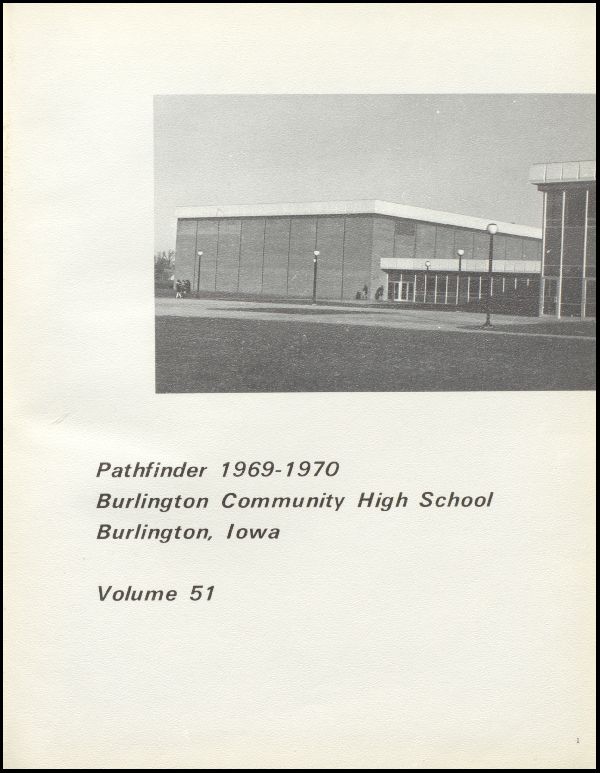 Pathfinder 1969-1970
Burlington Community High School
Burlington, Iowa
Volume 51
1